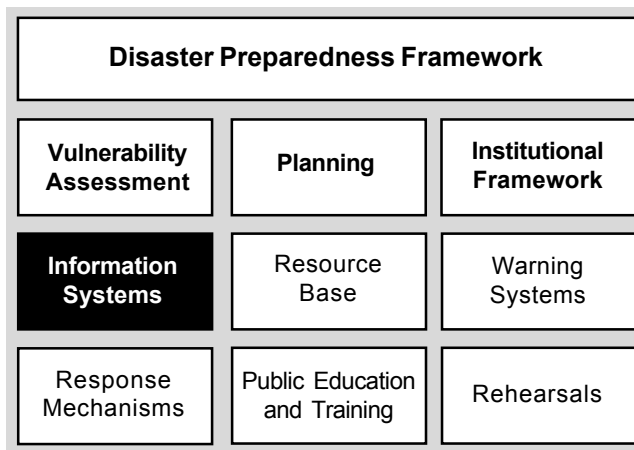 Disaster Preparedness Framework
Vulnerability
Assessment
Planning
Institutional
Framework
Information
Systems
Resource
Base
Warning
Systems
Response
Mechanisms
Public Education
and Training
Rehearsals